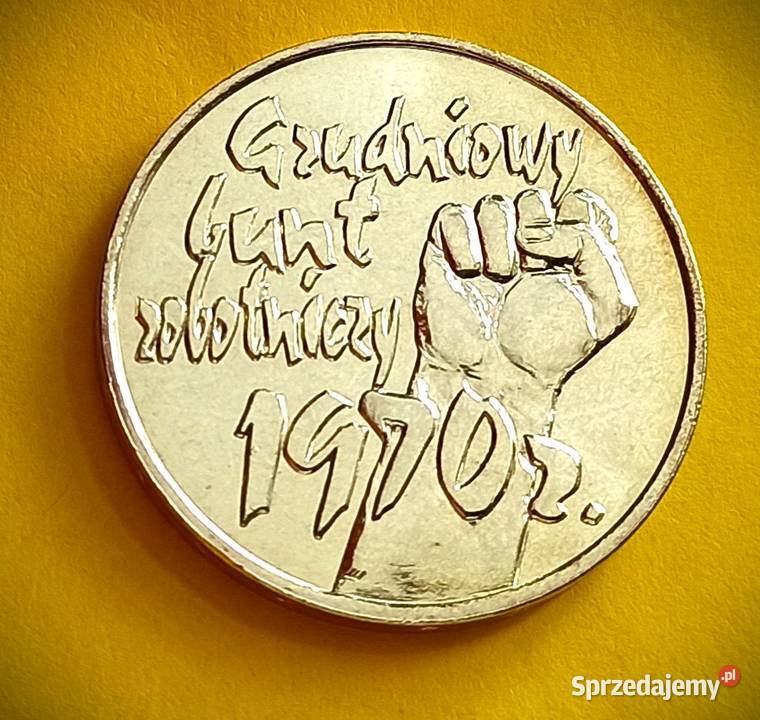 Grudniowy
bunt
robotniczy
1970 r.
Sprzedajemy.pl